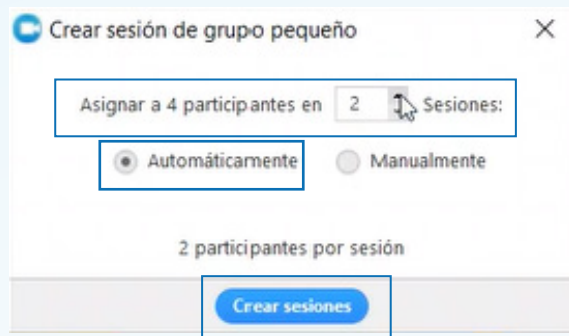 Crear sesión de grupo pequeño
Asignar a 4 participantes en 2 Sesiones:
Automáticamente Manualmente
2 participantes por sesión
Crear sesiones